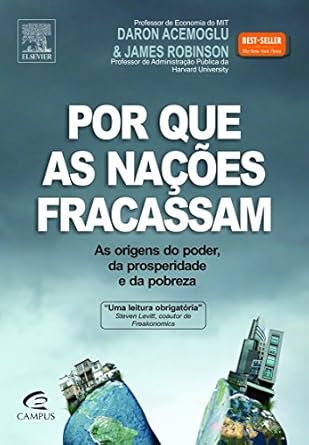 Professor de Economia do MIT
DARON ACEMOGLU
& JAMES ROBINSON
Professor de Administração Pública da
Harvard University
ELSEVIER
BEST-SELLER
The New York Times
POR QUE
AS NAÇÕES
FRACASSAM
As origens do poder,
da prosperidade
e da pobreza
"Uma leitura obrigatória"
Steven Levitt, coautor de
Freakonomics
CAMPUS